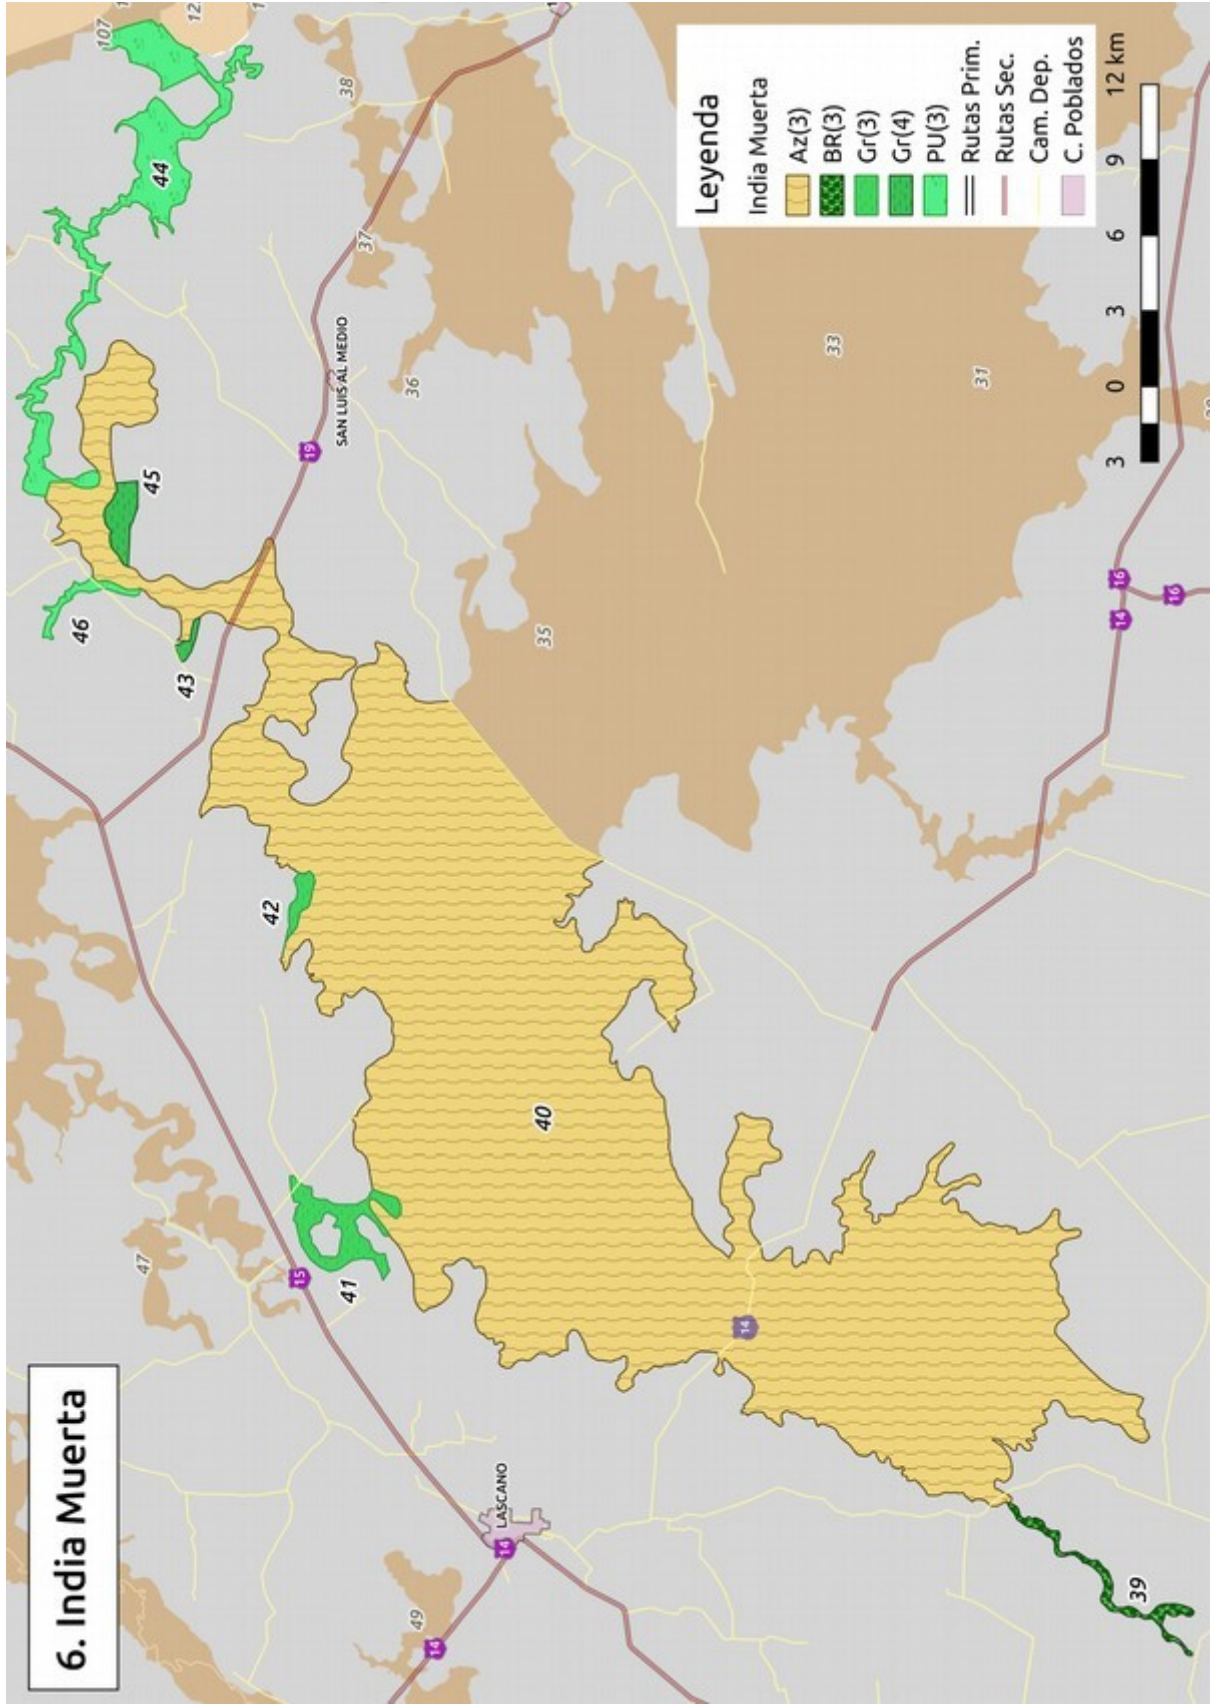 6. India Muerta
Leyenda
India Muerta
Az(3)
BR(3)
Gr(3)
Gr(4)
PU(3)
Rutas Prim.
Rutas Sec.
Cam. Dep.
C. Poblados
3 0 3 6 9 12 km
LASCANO
SAN LUIS AL MEDIO
39
40
41
42
43
44
45
46
47
49
31
33
35
36
37
38
107
14
14
14
15
19
14
16
16